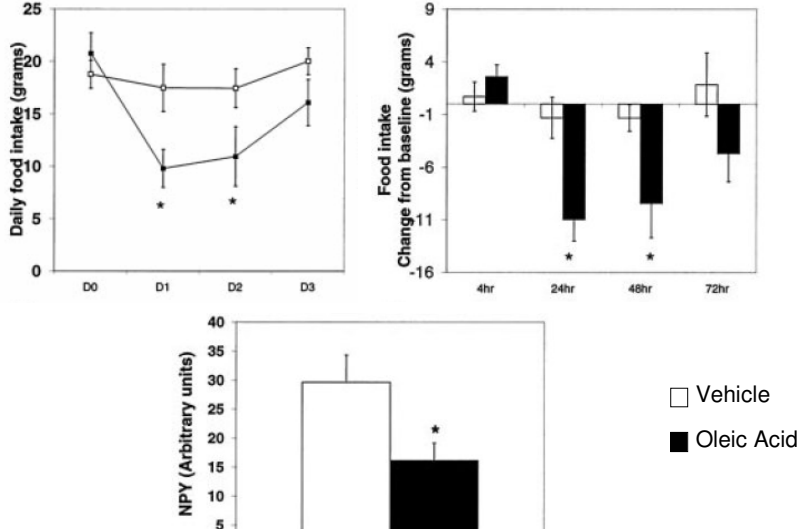 Daily food intake (grams)
25
20
15
10
5
0
*
*
D0
D1
D2
D3
Food intake
Change from baseline (grams)
9
4
-1
-6
-11
-16
*
*
4hr
24hr
48hr
72hr
NPY (Arbitrary units)
40
35
30
25
20
15
10
5
*
Vehicle
Oleic Acid